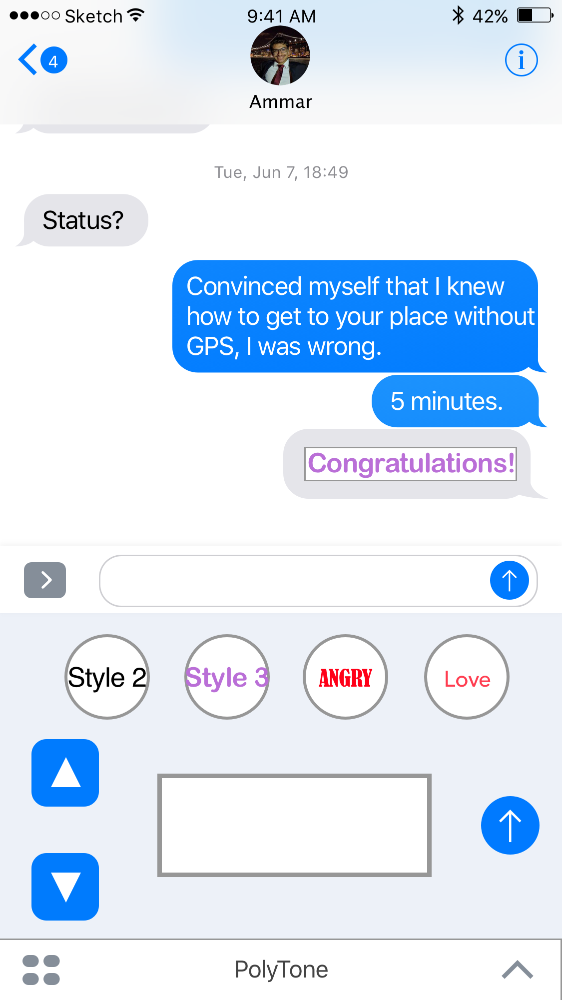 Sketch 9:41 AM 42%
4
i
Ammar
Tue, Jun 7, 18:49
Status?
Convinced myself that I knew
how to get to your place without
GPS, I was wrong.
5 minutes.
Congratulations!
Style 2 Style 3 ANGRY Love
PolyTone